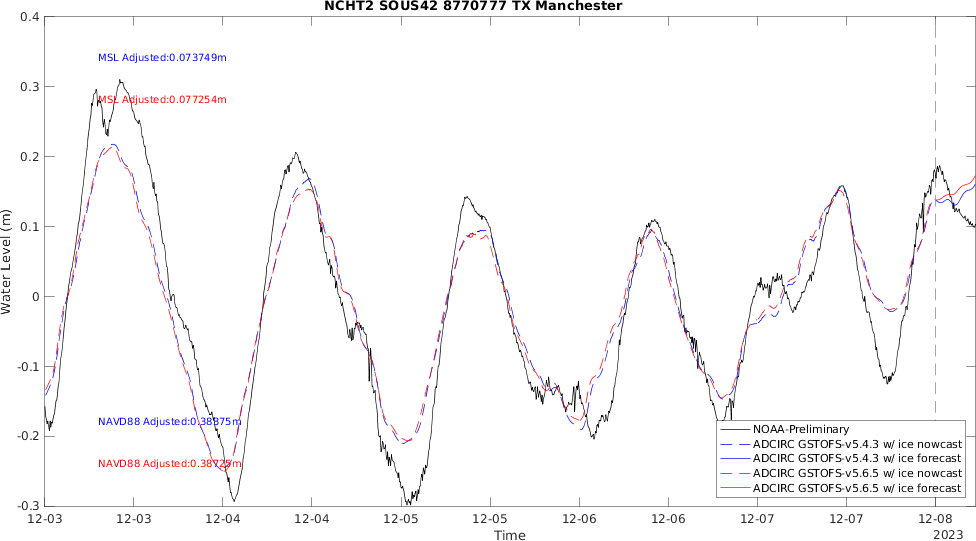 NCHT2 SOUS42 8770777 TX Manchester
0.4
0.3
0.2
0.1
0
-0.1
-0.2
-0.3
Water Level (m)
MSL Adjusted:0.073749m
MSL Adjusted:0.077254m
NAVD88 Adjusted:0.38875m
NAVD88 Adjusted:0.38725m
NOAA-Preliminary
ADCIRC GSTOFS-v5.4.3 w/ ice nowcast
ADCIRC GSTOFS-v5.4.3 w/ ice forecast
ADCIRC GSTOFS-v5.6.5 w/ ice nowcast
ADCIRC GSTOFS-v5.6.5 w/ ice forecast
12-03 12-03 12-04 12-04 12-05 12-05 12-06 12-06 12-07 12-07 12-08
Time 2023